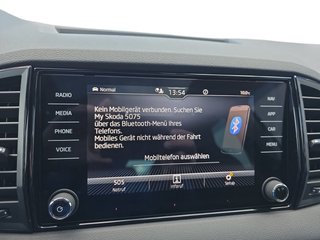 Normal 13:54 18.0°C
RADIO
MEDIA
PHONE
VOICE
Kein Mobilgerät verbunden. Suchen Sie
My Skoda 5075
über das Bluetooth-Menü Ihres
Telefons.
Mobiles Gerät nicht während der Fahrt
bedienen.
Mobiltelefon auswählen
SOS
Notruf
Inforuf
Setup
NAV
APP
CAR
MENU